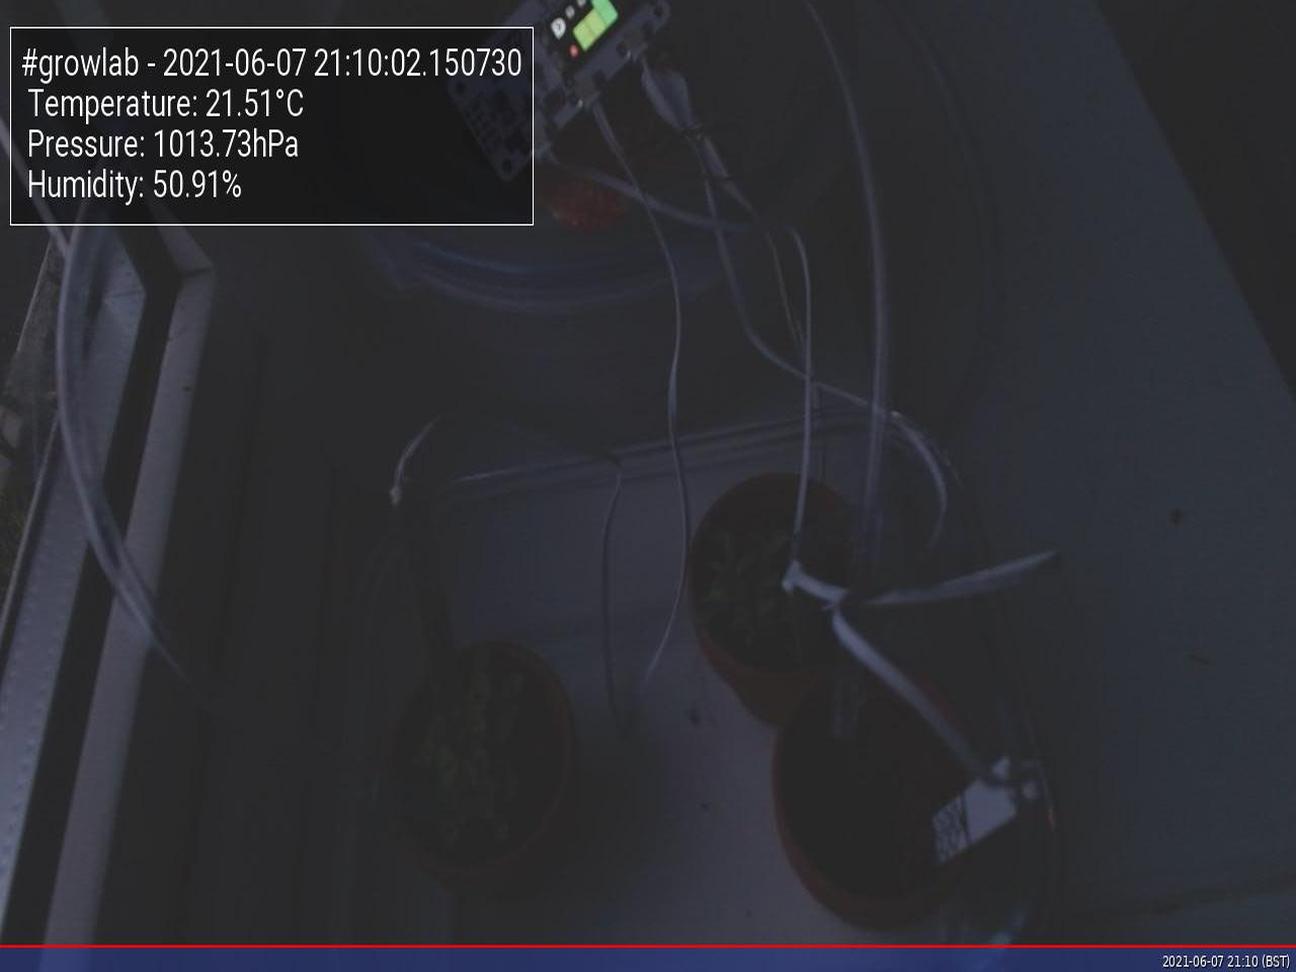 #growlab - 2021-06-07 21:10:02.150730
Temperature: 21.51°C
Pressure: 1013.73hPa
Humidity: 50.91%
2021-06-07 21:10 (BST)